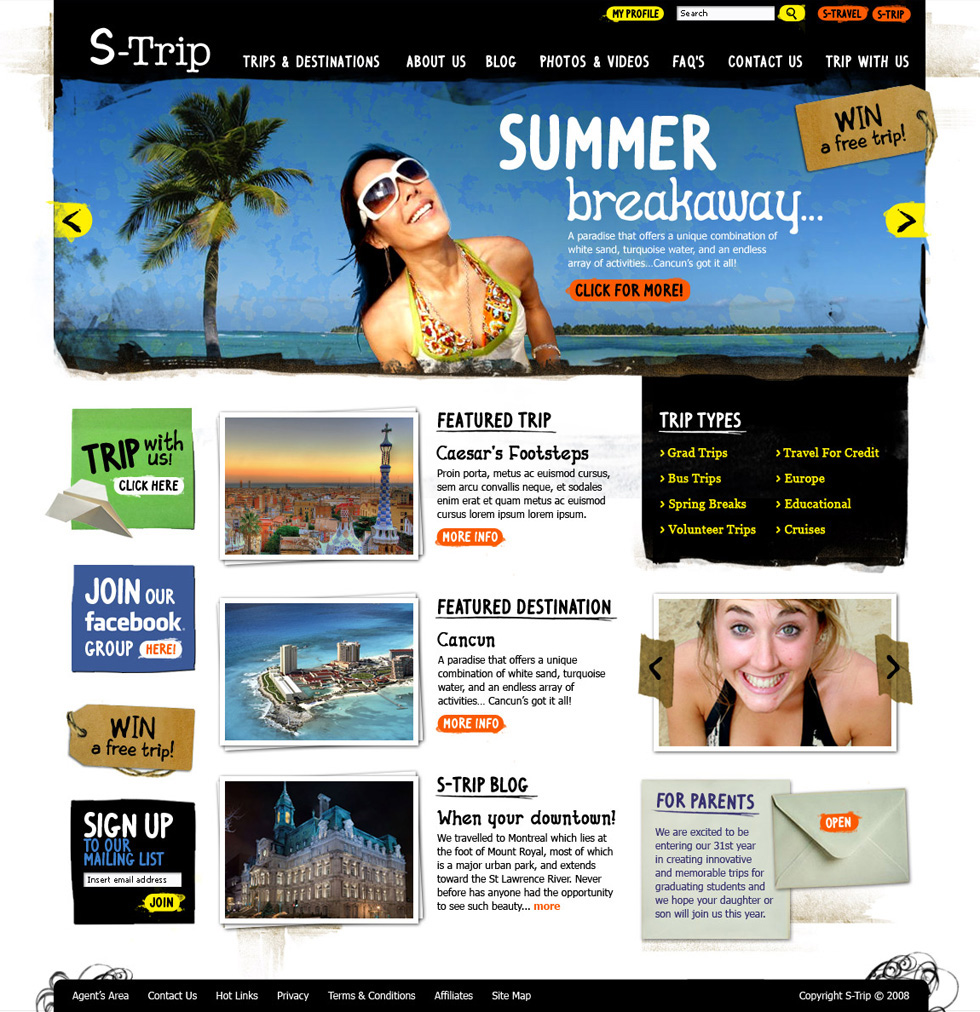 MY PROFILE
Search
S-TRAVEL
S-TRIP
S-Trip
TRIPS & DESTINATIONS
ABOUT US
BLOG
PHOTOS & VIDEOS
FAQ'S
CONTACT US
TRIP WITH US
WIN
a free trip!
SUMMER
breakaway...
A paradise that offers a unique combination of
white sand, turquoise water, and an endless
array of activities...Cancun's got it all!
CLICK FOR MORE!
TRIP with
us!
CLICK HERE
JOIN OUR
facebook
GROUP HERE!
WIN
a free trip!
SIGN UP
TO OUR
MAILING LIST
Insert email address
JOIN
FEATURED TRIP
Caesar's Footsteps
Proin porta, metus ac euismod cursus,
sem arcu convallis neque, et sodales
enim erat et quam metus ac euismod
cursus lorem ipsum lorem ipsum.
MORE INFO
FEATURED DESTINATION
Cancun
A paradise that offers a unique
combination of white sand, turquoise
water, and an endless array of
activities... Cancun's got it all!
MORE INFO
S-TRIP BLOG
When your downtown!
We travelled to Montreal which lies at
the foot of Mount Royal, most of which
is a major urban park, and extends
toward the St Lawrence River. Never
before has anyone had the opportunity
to see such beauty... more
TRIP TYPES
› Grad Trips
› Bus Trips
› Spring Breaks
› Volunteer Trips
› Travel For Credit
› Europe
› Educational
› Cruises
FOR PARENTS
We are excited to be
entering our 31st year
in creating innovative
and memorable trips for
graduating students and
we hope your daughter or
son will join us this year.
OPEN
Agent's Area
Contact Us
Hot Links
Privacy
Terms & Conditions
Affiliates
Site Map
Copyright S-Trip © 2008